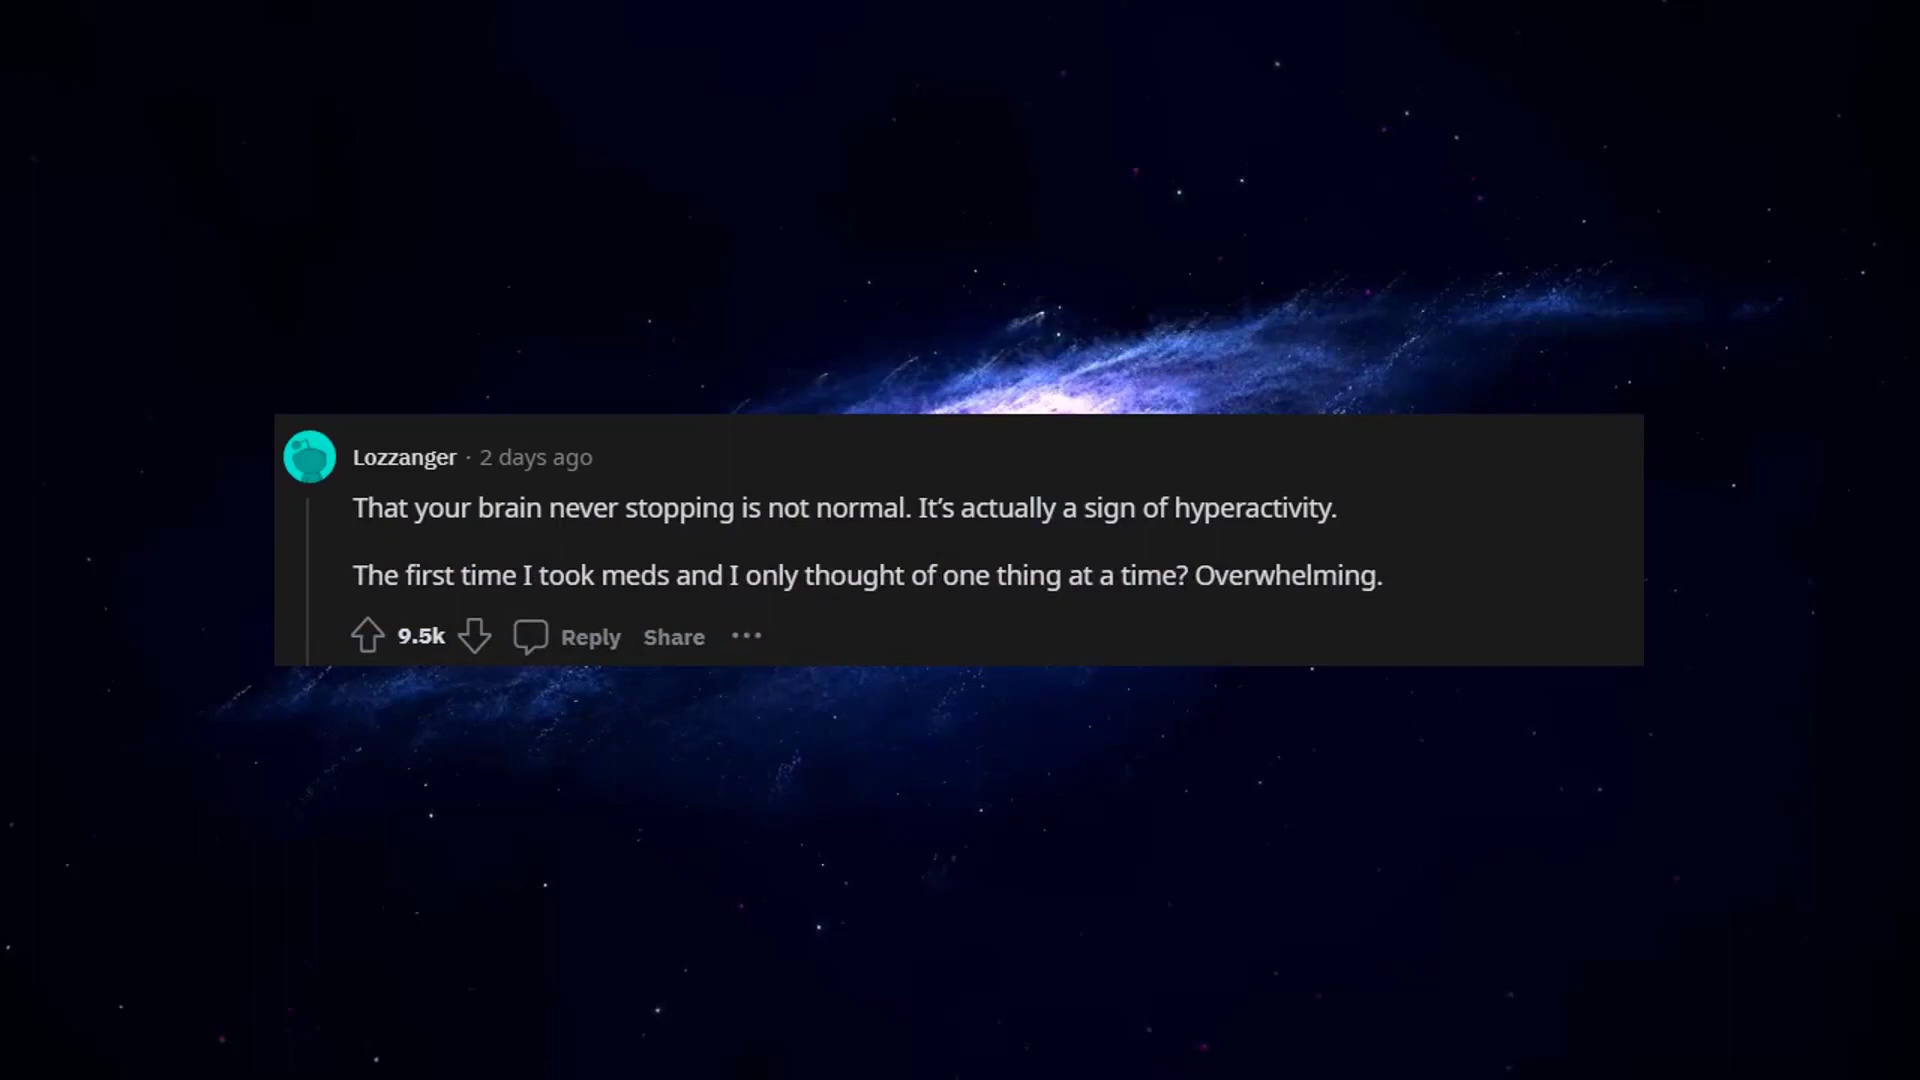 Lozzanger · 2 days ago
That your brain never stopping is not normal. It’s actually a sign of hyperactivity.
The first time I took meds and I only thought of one thing at a time? Overwhelming.
9.5k Reply Share ···